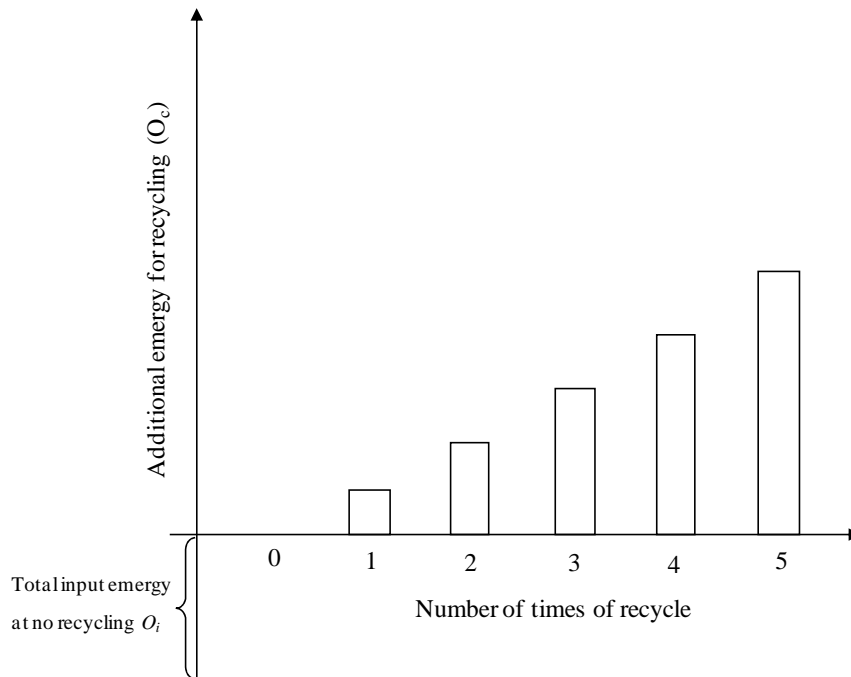 Additional emergy for recycling (Oc)
0 1 2 3 4 5
Number of times of recycle
Total input emergy
at no recycling Oi